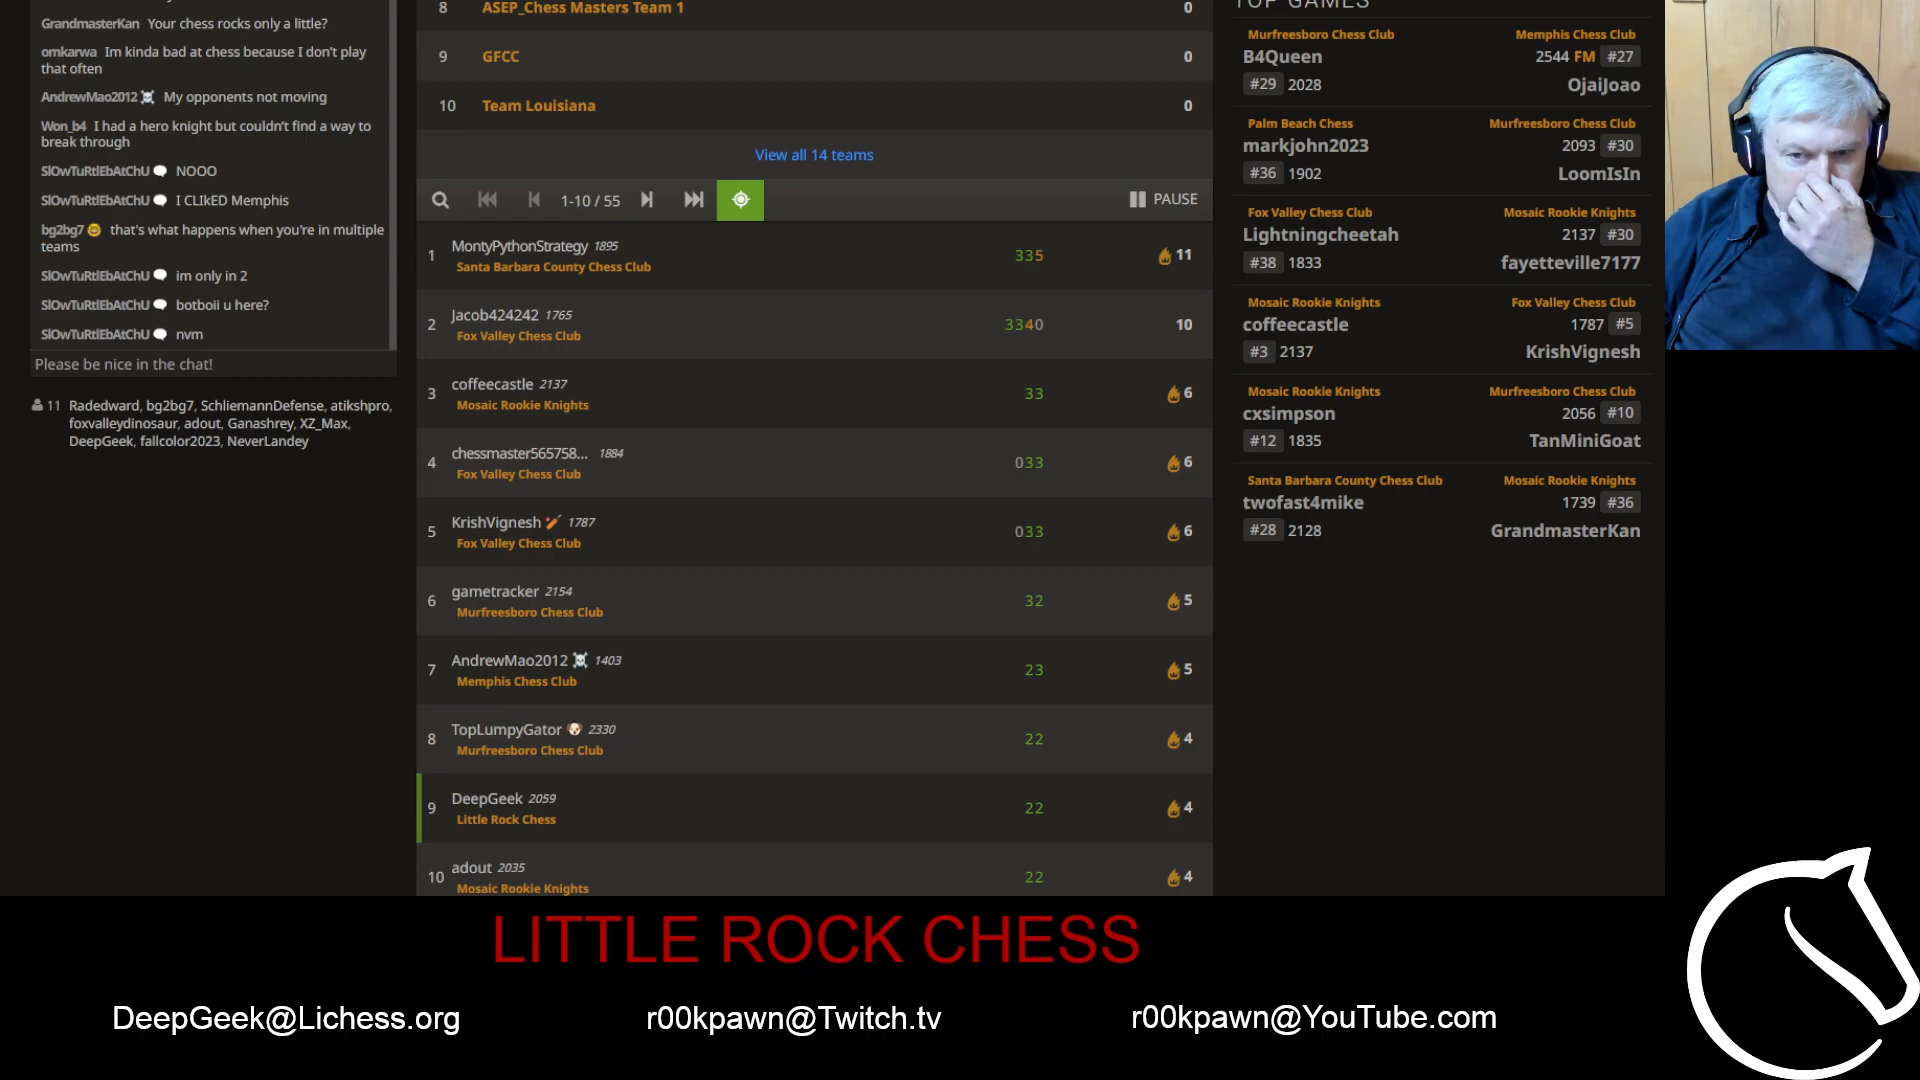 GrandmasterKan Your chess rocks only a little?
omkarwa Im kinda bad at chess because I don't play
that often
AndrewMao2012 My opponents not moving
Won_b4 I had a hero knight but couldn't find a way to
break through
SlOwTuRtlEbAtChU NOOO
SlOwTuRtlEbAtChU I CLIkED Memphis
bg2bg7 that's what happens when you're in multiple
teams
SlOwTuRtlEbAtChU im only in 2
SlOwTuRtlEbAtChU botboii u here?
SlOwTuRtlEbAtChU nvm
Please be nice in the chat!
11 Radedward, bg2bg7, SchliemannDefense, atikshpro,
foxvalleydinosaur, adout, Ganashrey, XZ_Max,
DeepGeek, fallcolor2023, NeverLandey
8 ASEP_Chess Masters Team 1 0
9 GFCC 0
10 Team Louisiana 0
View all 14 teams
1-10 / 55 PAUSE
1 MontyPythonStrategy 1895 335 11
Santa Barbara County Chess Club
2 Jacob424242 1765 3340 10
Fox Valley Chess Club
3 coffeecastle 2137 33 6
Mosaic Rookie Knights
4 chessmaster565758... 1884 033 6
Fox Valley Chess Club
5 KrishVignesh 1787 033 6
Fox Valley Chess Club
6 gametracker 2154 32 5
Murfreesboro Chess Club
7 AndrewMao2012 1403 23 5
Memphis Chess Club
8 TopLumpyGator 2330 22 4
Murfreesboro Chess Club
9 DeepGeek 2059 22 4
Little Rock Chess
10 adout 2035 22 4
Mosaic Rookie Knights
TOP GAMES
Murfreesboro Chess Club Memphis Chess Club
B4Queen 2544 FM #27
#29 2028 OjaiJoao
Palm Beach Chess Murfreesboro Chess Club
markjohn2023 2093 #30
#36 1902 LoomIsIn
Fox Valley Chess Club Mosaic Rookie Knights
Lightningcheetah 2137 #30
#38 1833 fayetteville7177
Mosaic Rookie Knights Fox Valley Chess Club
coffeecastle 1787 #5
#3 2137 KrishVignesh
Mosaic Rookie Knights Murfreesboro Chess Club
cxsimpson 2056 #10
#12 1835 TanMiniGoat
Santa Barbara County Chess Club Mosaic Rookie Knights
twofast4mike 1739 #36
#28 2128 GrandmasterKan
LITTLE ROCK CHESS
DeepGeek@Lichess.org r00kpawn@Twitch.tv r00kpawn@YouTube.com